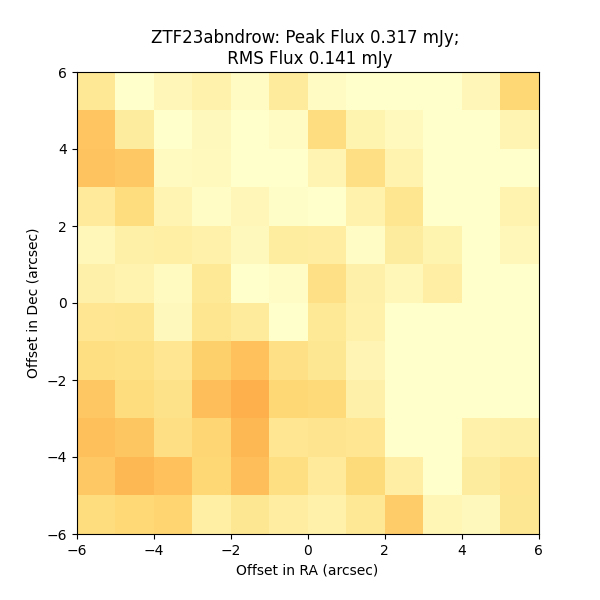 ZTF23abndrow: Peak Flux 0.317 mJy;
RMS Flux 0.141 mJy
6
4
2
0
−2
−4
−6
Offset in Dec (arcsec)
−6 −4 −2 0 2 4 6
Offset in RA (arcsec)